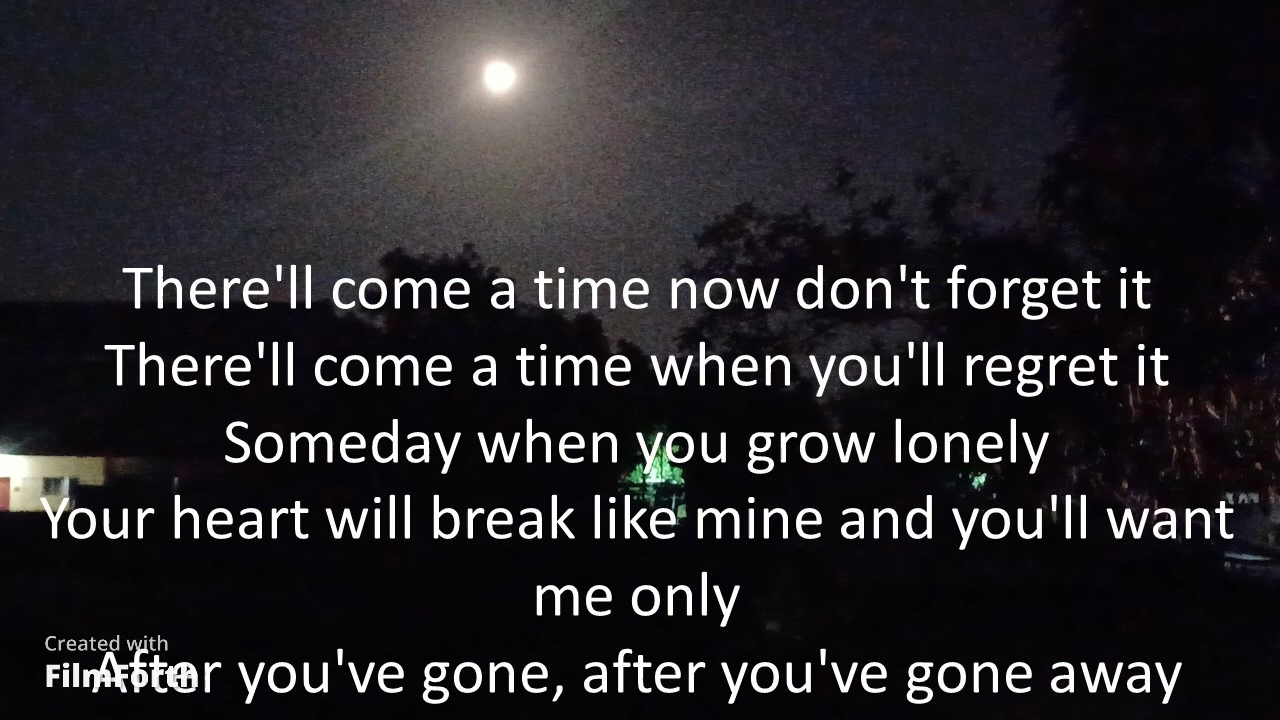 There'll come a time now don't forget it
There'll come a time when you'll regret it
Someday when you grow lonely
Your heart will break like mine and you'll want
me only
After you've gone, after you've gone away
Created with
FilmForth